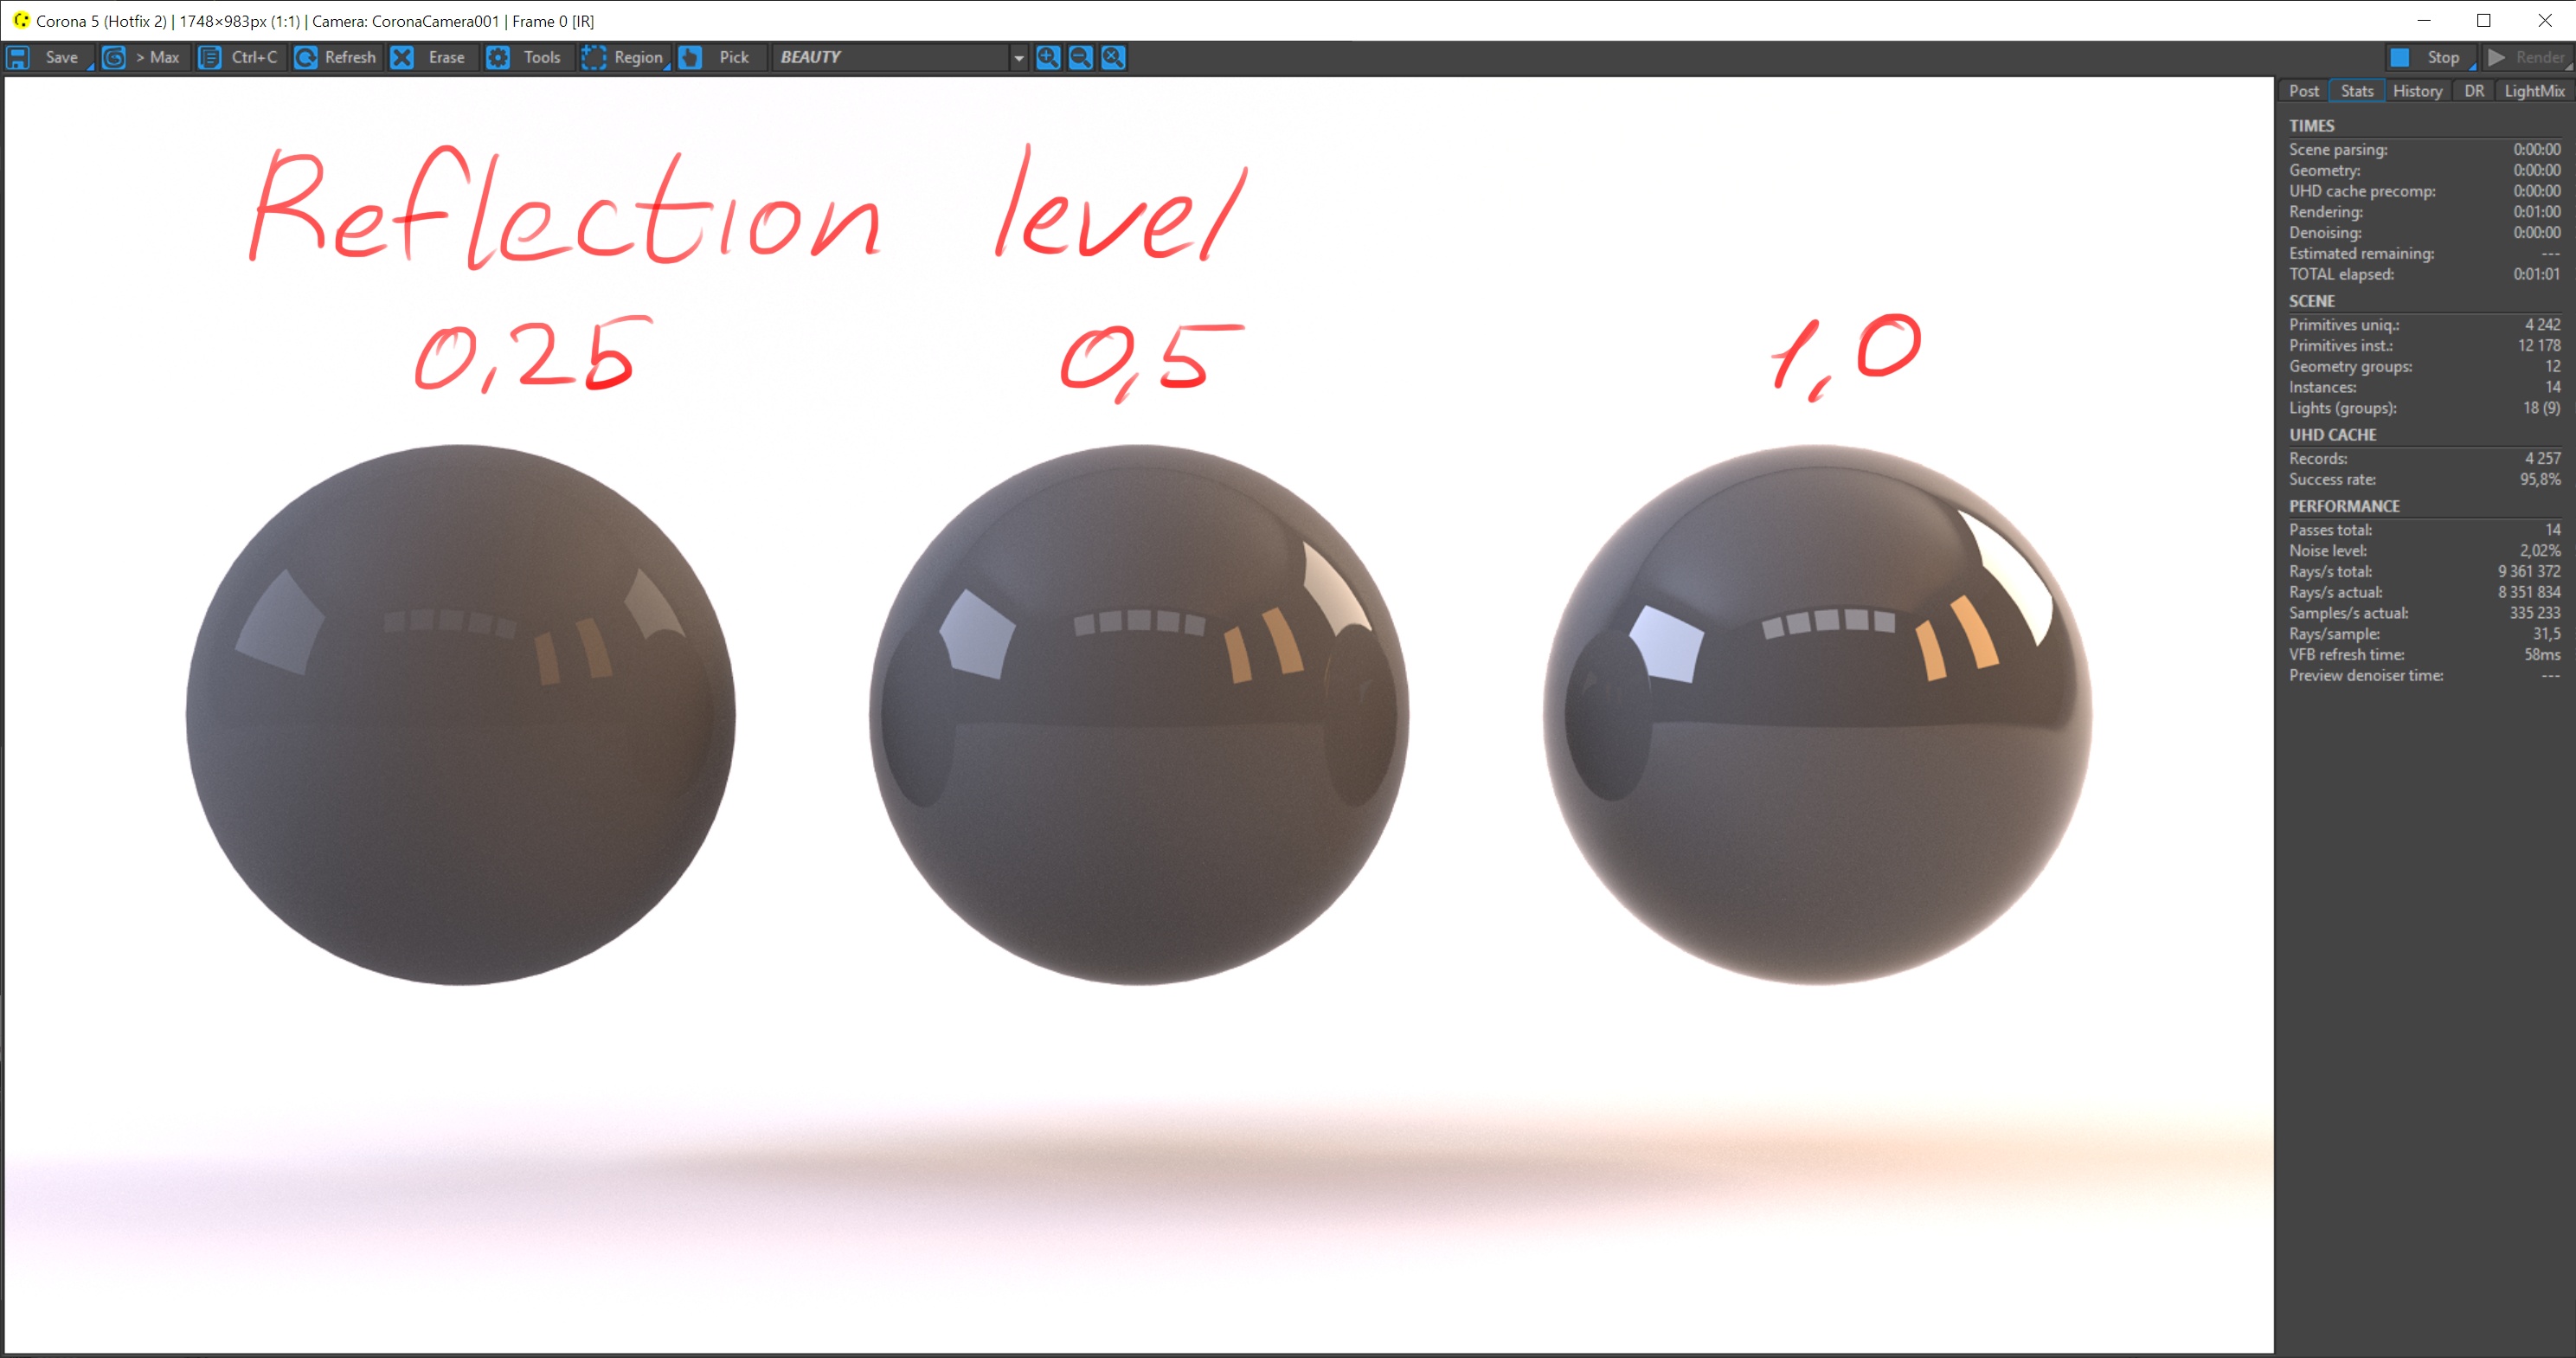 Corona 5 (Hotfix 2) | 1748×983px (1:1) | Camera: CoronaCamera001 | Frame 0 [IR]
Save > Max Ctrl+C Refresh Erase Tools Region Pick BEAUTY Stop Render
Post Stats History DR LightMix
Reflection level
0,25 0,5 1,0
TIMES
Scene parsing: 0:00:00
Geometry: 0:00:00
UHD cache precomp: 0:00:00
Rendering: 0:01:00
Denoising: 0:00:00
Estimated remaining: ---
TOTAL elapsed: 0:01:01
SCENE
Primitives uniq.: 4 242
Primitives inst.: 12 178
Geometry groups: 12
Instances: 14
Lights (groups): 18 (9)
UHD CACHE
Records: 4 257
Success rate: 95,8%
PERFORMANCE
Passes total: 14
Noise level: 2,02%
Rays/s total: 9 361 372
Rays/s actual: 8 351 834
Samples/s actual: 335 233
Rays/sample: 31,5
VFB refresh time: 58ms
Preview denoiser time: ---